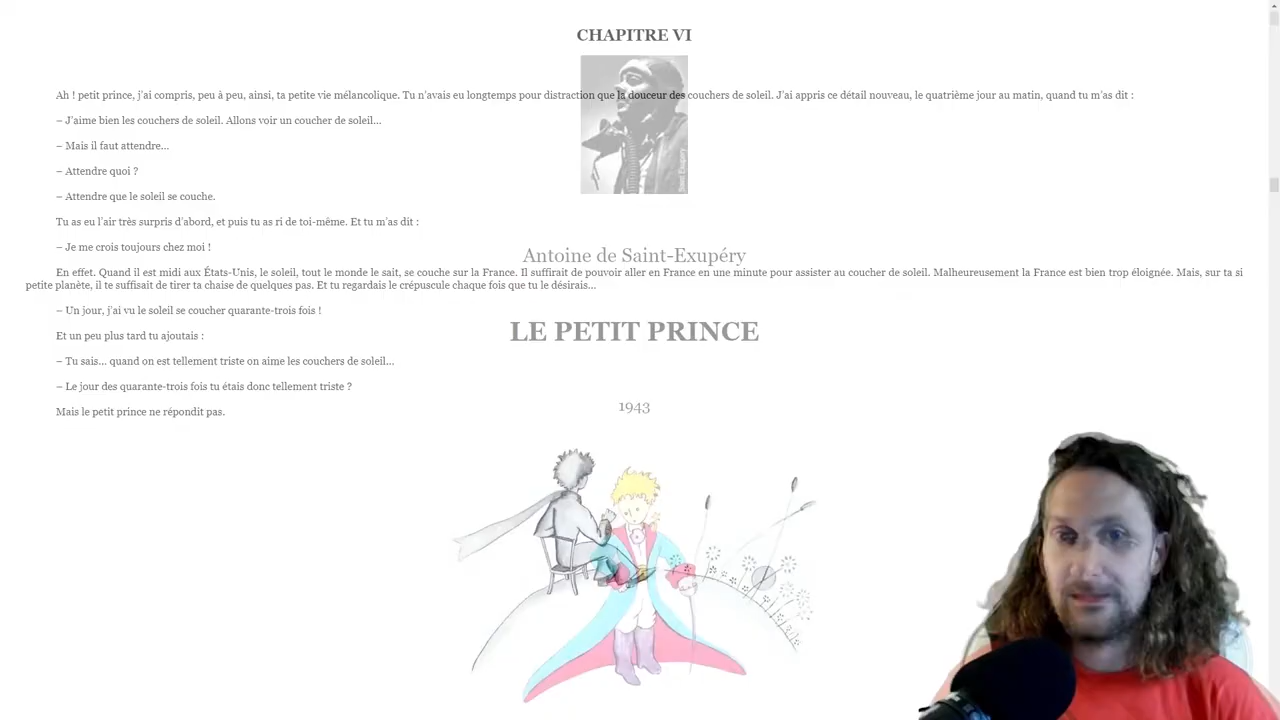 CHAPITRE VI
Ah ! petit prince, j'ai compris, peu à peu, ainsi, ta petite vie mélancolique. Tu n'avais eu longtemps pour distraction que la douceur des couchers de soleil. J'ai appris ce détail nouveau, le quatrième jour au matin, quand tu m'as dit :
– J'aime bien les couchers de soleil. Allons voir un coucher de soleil...
– Mais il faut attendre...
– Attendre quoi ?
– Attendre que le soleil se couche.
Saint Exupéry
Tu as eu l'air très surpris d'abord, et puis tu as ri de toi-même. Et tu m'as dit :
– Je me crois toujours chez moi !
Antoine de Saint-Exupéry
En effet. Quand il est midi aux États-Unis, le soleil, tout le monde le sait, se couche sur la France. Il suffirait de pouvoir aller en France en une minute pour assister au coucher de soleil. Malheureusement la France est bien trop éloignée. Mais, sur ta si
petite planète, il te suffisait de tirer ta chaise de quelques pas. Et tu regardais le crépuscule chaque fois que tu le désirais...
– Un jour, j'ai vu le soleil se coucher quarante-trois fois !
LE PETIT PRINCE
Et un peu plus tard tu ajoutais :
– Tu sais... quand on est tellement triste on aime les couchers de soleil...
– Le jour des quarante-trois fois tu étais donc tellement triste ?
1943
Mais le petit prince ne répondit pas.